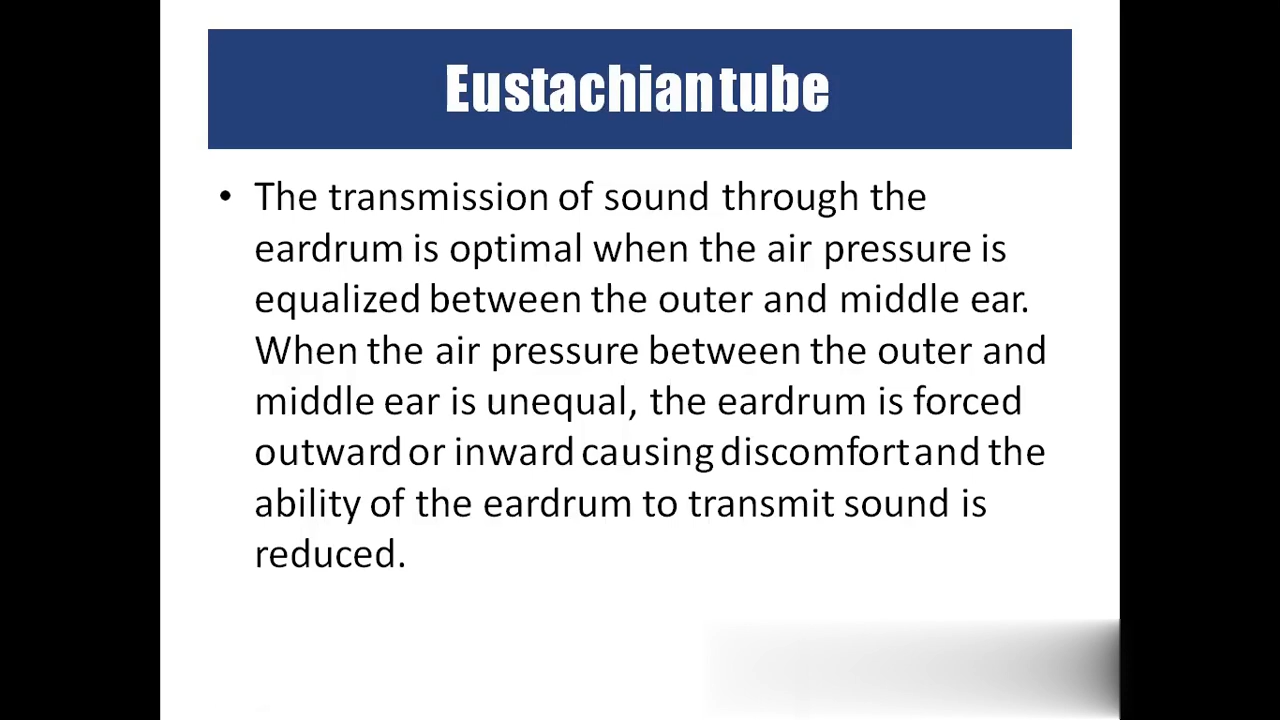 Eustachian tube
• The transmission of sound through the
eardrum is optimal when the air pressure is
equalized between the outer and middle ear.
When the air pressure between the outer and
middle ear is unequal, the eardrum is forced
outward or inward causing discomfort and the
ability of the eardrum to transmit sound is
reduced.